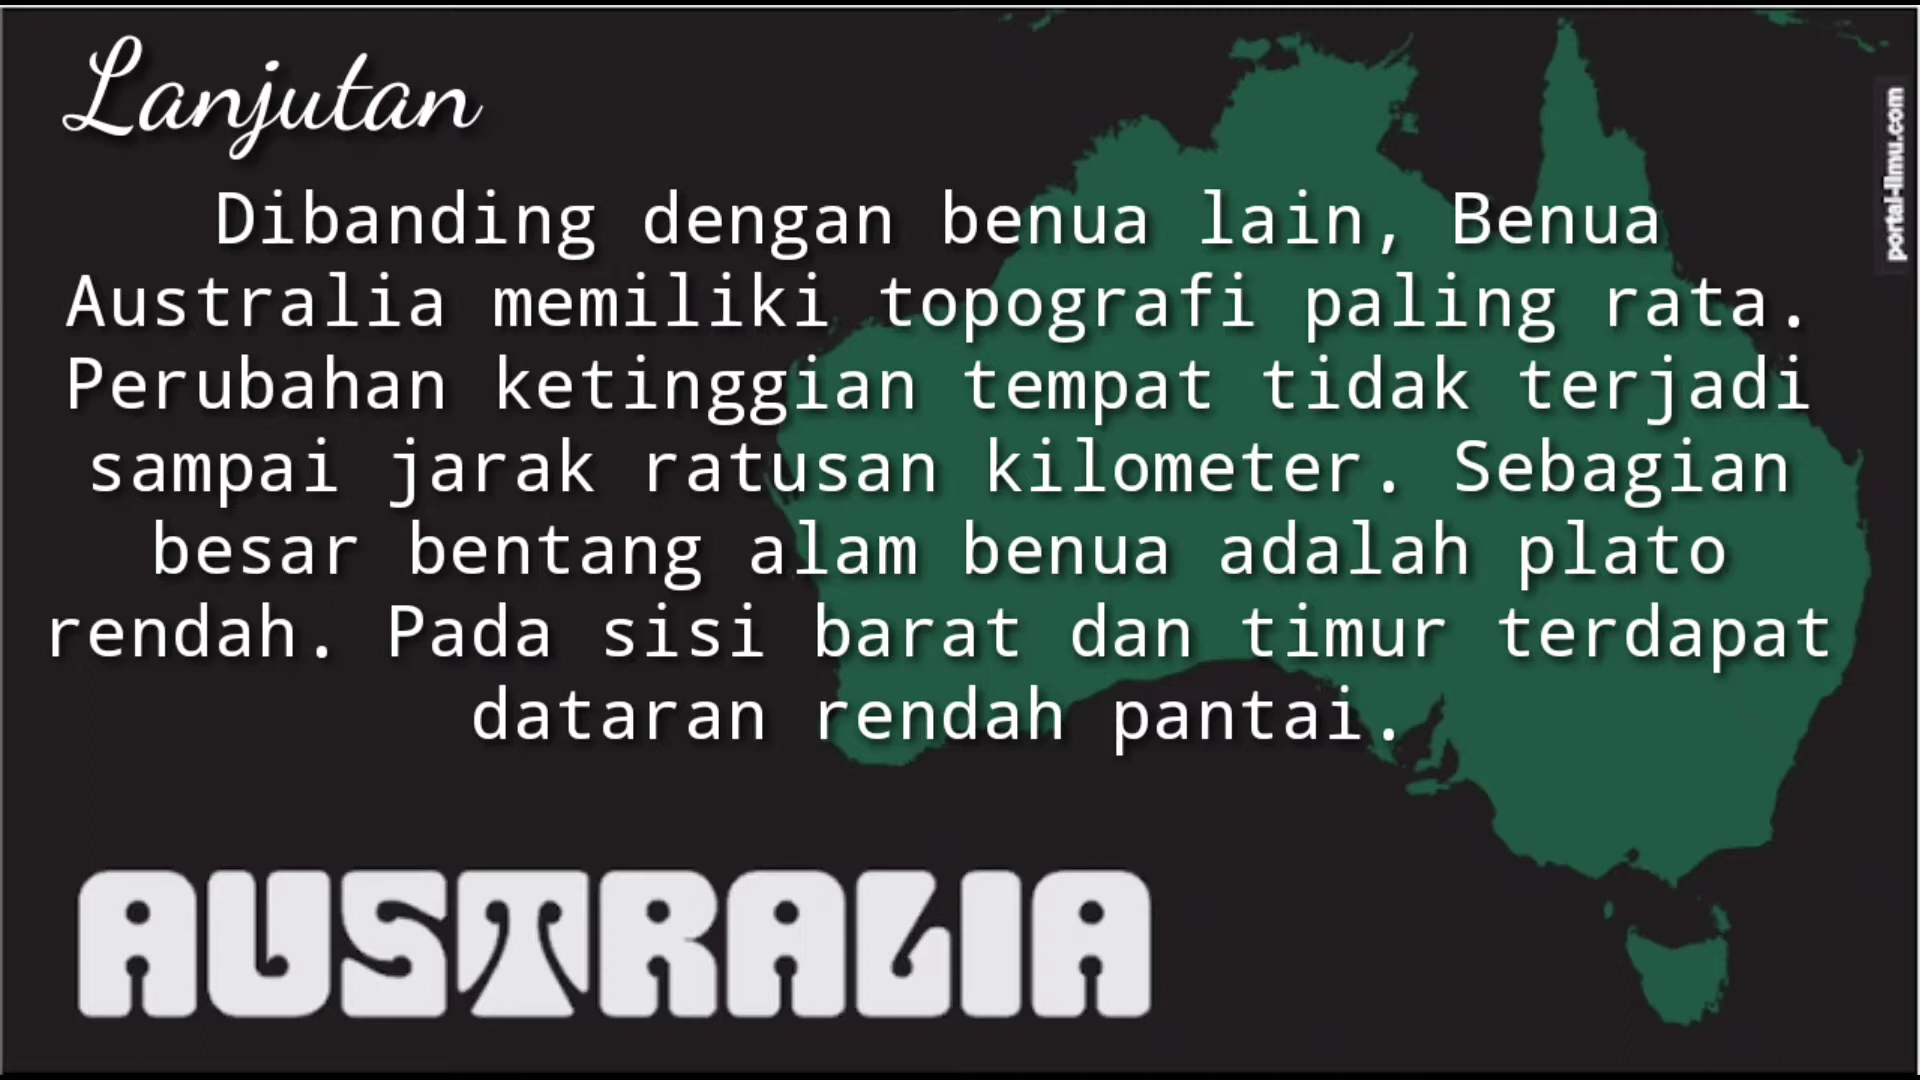 Lanjutan
portal-ilmu.com
Dibanding dengan benua lain, Benua
Australia memiliki topografi paling rata.
Perubahan ketinggian tempat tidak terjadi
sampai jarak ratusan kilometer. Sebagian
besar bentang alam benua adalah plato
rendah. Pada sisi barat dan timur terdapat
dataran rendah pantai.
AUSTRALIA